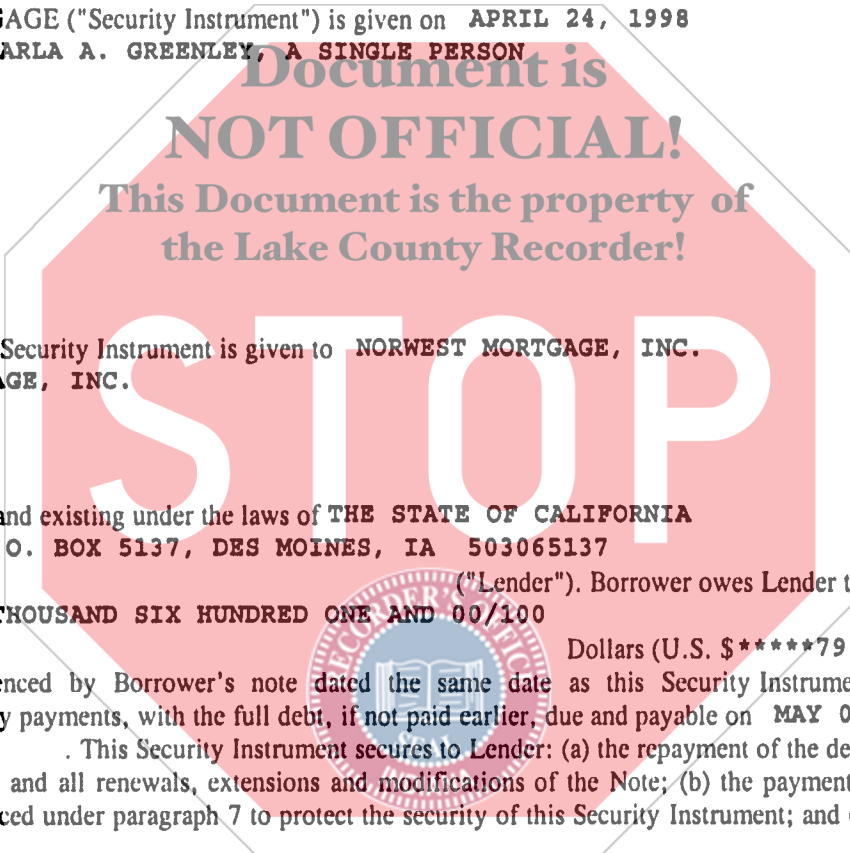 GAGE ("Security Instrument") is given on APRIL 24, 1998
ARLA A. GREENLEY, A SINGLE PERSON
Document is
NOT OFFICIAL!
This Document is the property of
the Lake County Recorder!
STOP
Security Instrument is given to NORWEST MORTGAGE, INC.
AGE, INC.
and existing under the laws of THE STATE OF CALIFORNIA
O. BOX 5137, DES MOINES, IA 503065137
("Lender"). Borrower owes Lender t
THOUSAND SIX HUNDRED ONE AND 00/100
Dollars (U.S. $*****79
RECORDER'S OFFICE
SEAL
enced by Borrower's note dated the same date as this Security Instrume
y payments, with the full debt, if not paid earlier, due and payable on MAY 0
. This Security Instrument secures to Lender: (a) the repayment of the de
and all renewals, extensions and modifications of the Note; (b) the payment
ced under paragraph 7 to protect the security of this Security Instrument; and